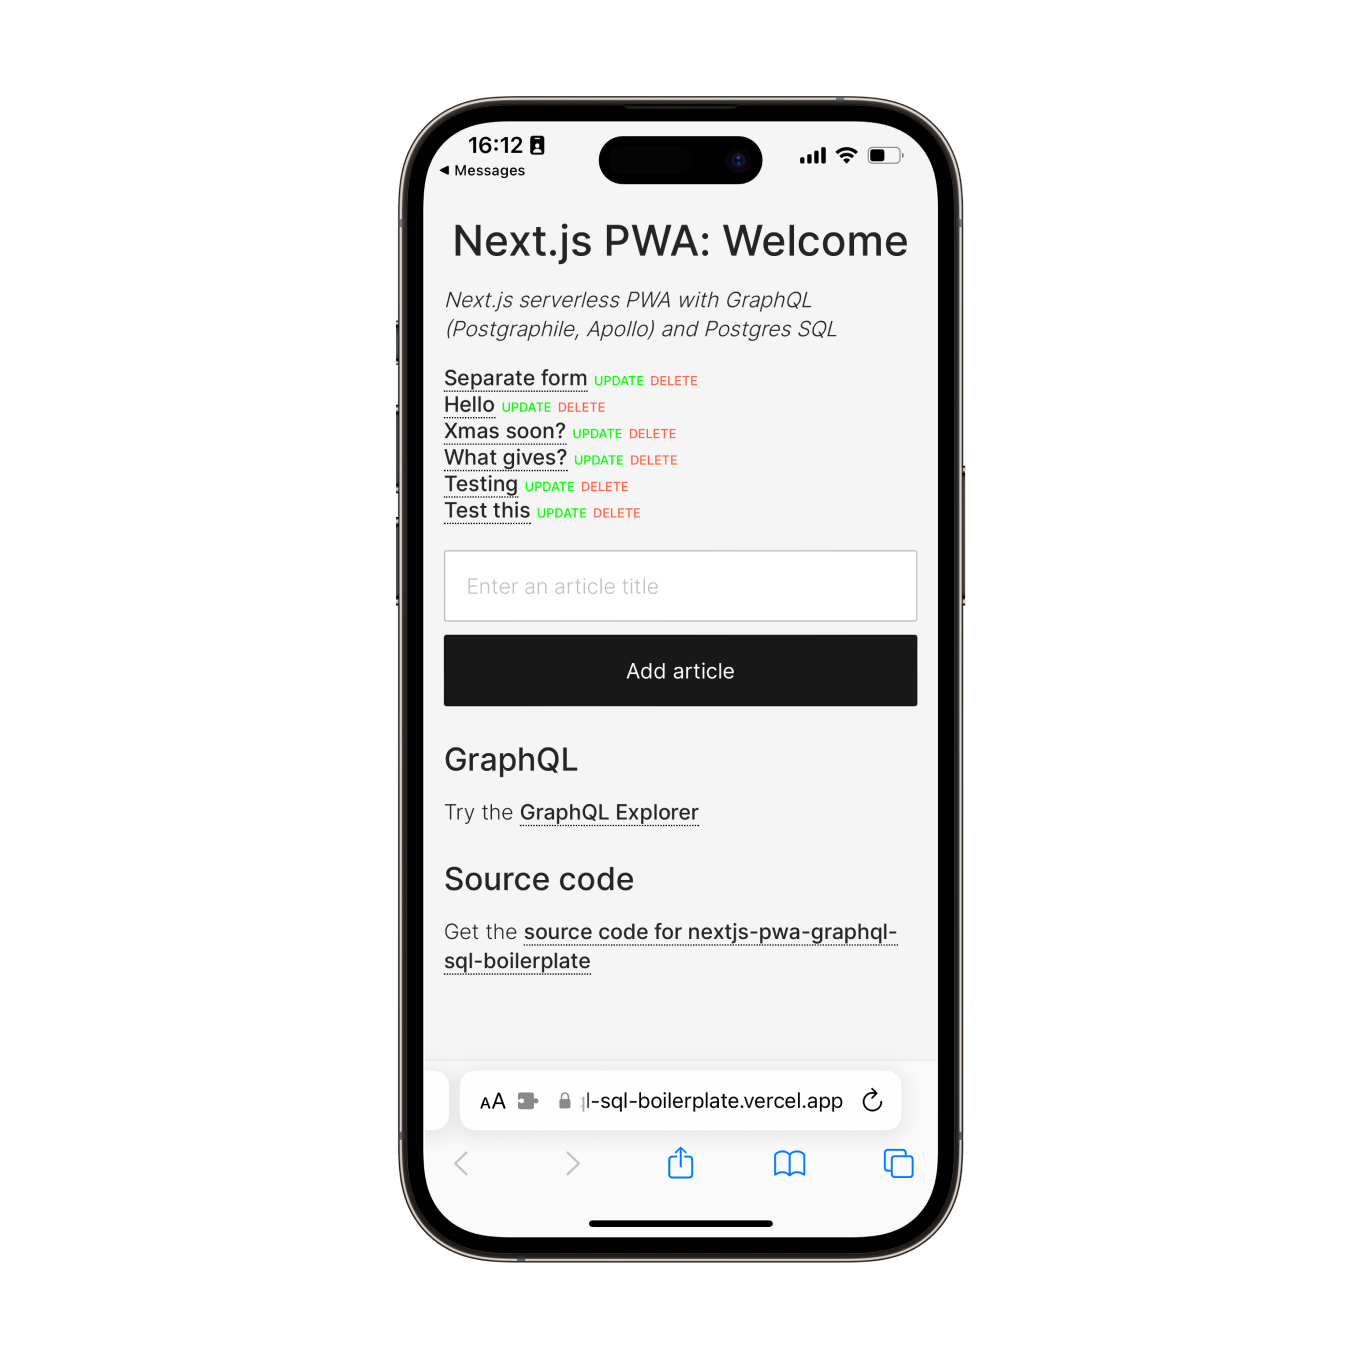 16:12
◀ Messages
Next.js PWA: Welcome
Next.js serverless PWA with GraphQL
(Postgraphile, Apollo) and Postgres SQL
Separate form UPDATE DELETE
Hello UPDATE DELETE
Xmas soon? UPDATE DELETE
What gives? UPDATE DELETE
Testing UPDATE DELETE
Test this UPDATE DELETE
Enter an article title
Add article
GraphQL
Try the GraphQL Explorer
Source code
Get the source code for nextjs-pwa-graphql-
sql-boilerplate
AA l-sql-boilerplate.vercel.app